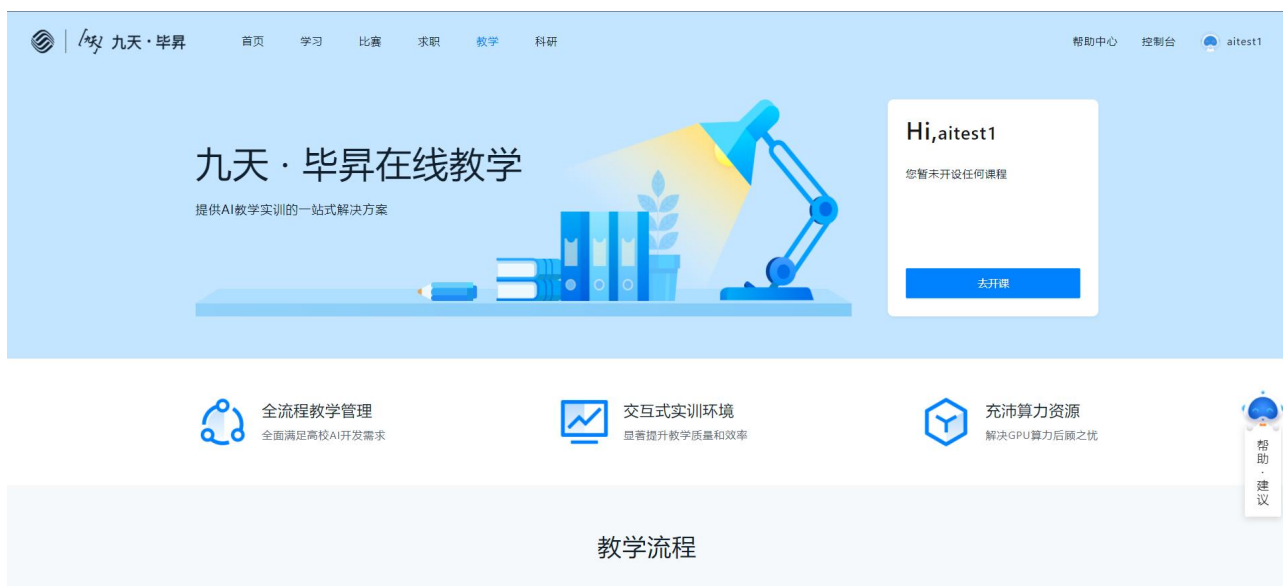 九天 九天·毕昇 首页 学习 比赛 求职 教学 科研 帮助中心 控制台 aitest1
九天·毕昇在线教学
提供AI教学实训的一站式解决方案
Hi,aitest1
您暂未开设任何课程
去开课
全流程教学管理
全面满足高校AI开发需求
交互式实训环境
显著提升教学质量和效率
充沛算力资源
解决GPU算力后顾之忧
帮助·建议
教学流程